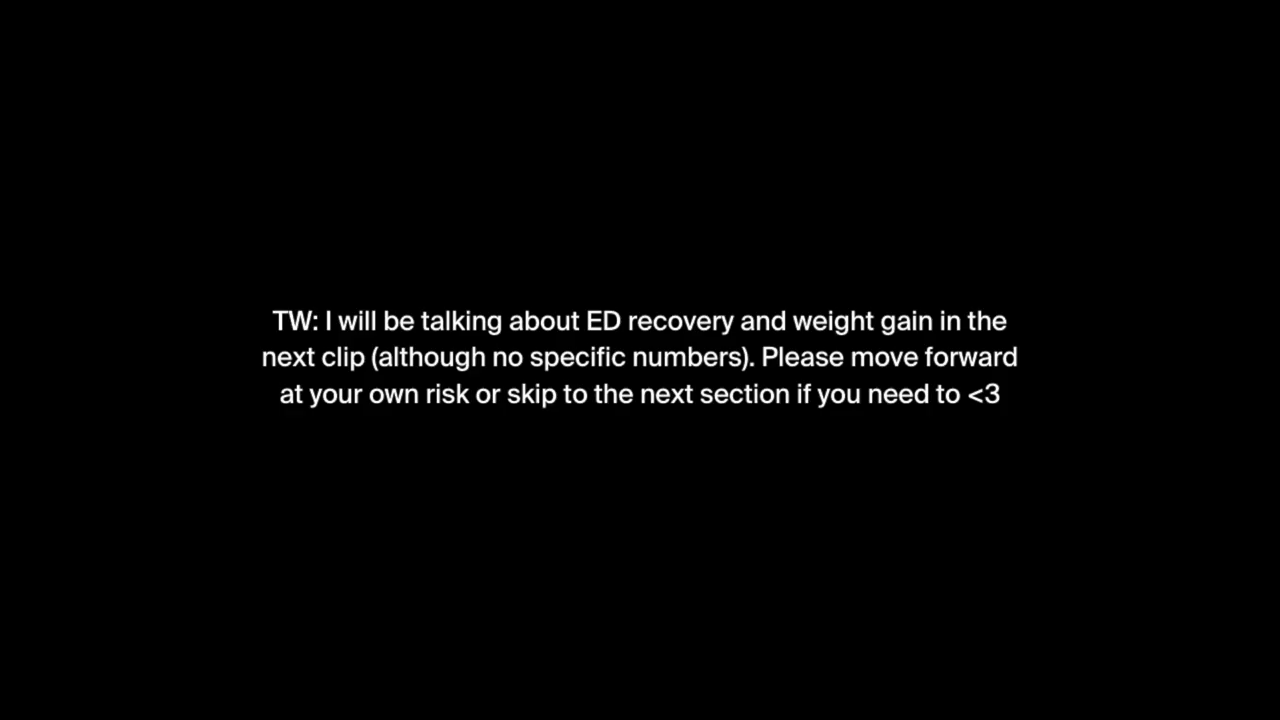 TW: I will be talking about ED recovery and weight gain in the
next clip (although no specific numbers). Please move forward
at your own risk or skip to the next section if you need to <3